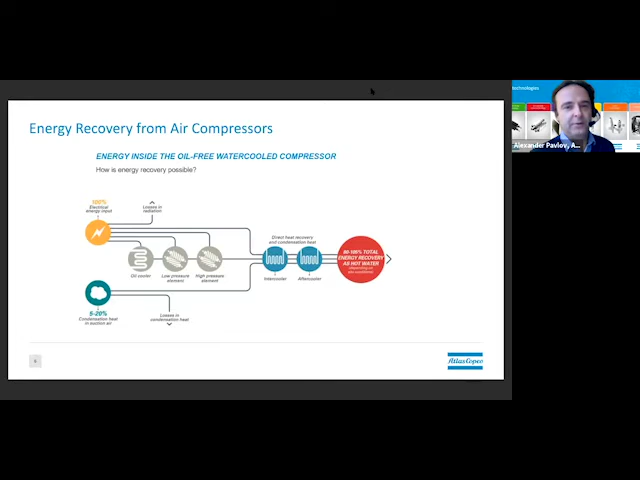 technologies
Alexander Pavlov, A...
Energy Recovery from Air Compressors
ENERGY INSIDE THE OIL-FREE WATERCOOLED COMPRESSOR
How is energy recovery possible?
100%
Electrical
energy input
Losses in
radiation
Direct heat recovery
and condensation heat
80-105% TOTAL
ENERGY RECOVERY
AS HOT WATER
Oil cooler
Low pressure
element
High pressure
element
Intercooler
Aftercooler
5-20%
Condensation heat
in suction air
Losses in
condensation heat
Atlas Copco